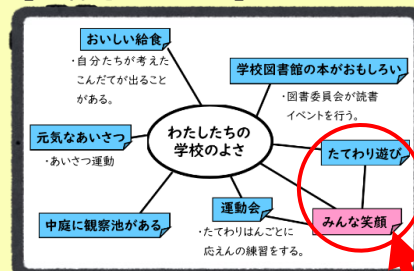 おいしい給食
・自分たちが考えた
こんだてが出ること
がある。
学校図書館の本がおもしろい
・図書委員会が読書
イベントを行う。
元気なあいさつ
・あいさつ運動
わたしたちの
学校のよさ
たてわり遊び
中庭に観察池がある
運動会
・たてわりはんごとに
応えんの練習をする。
みんな笑顔